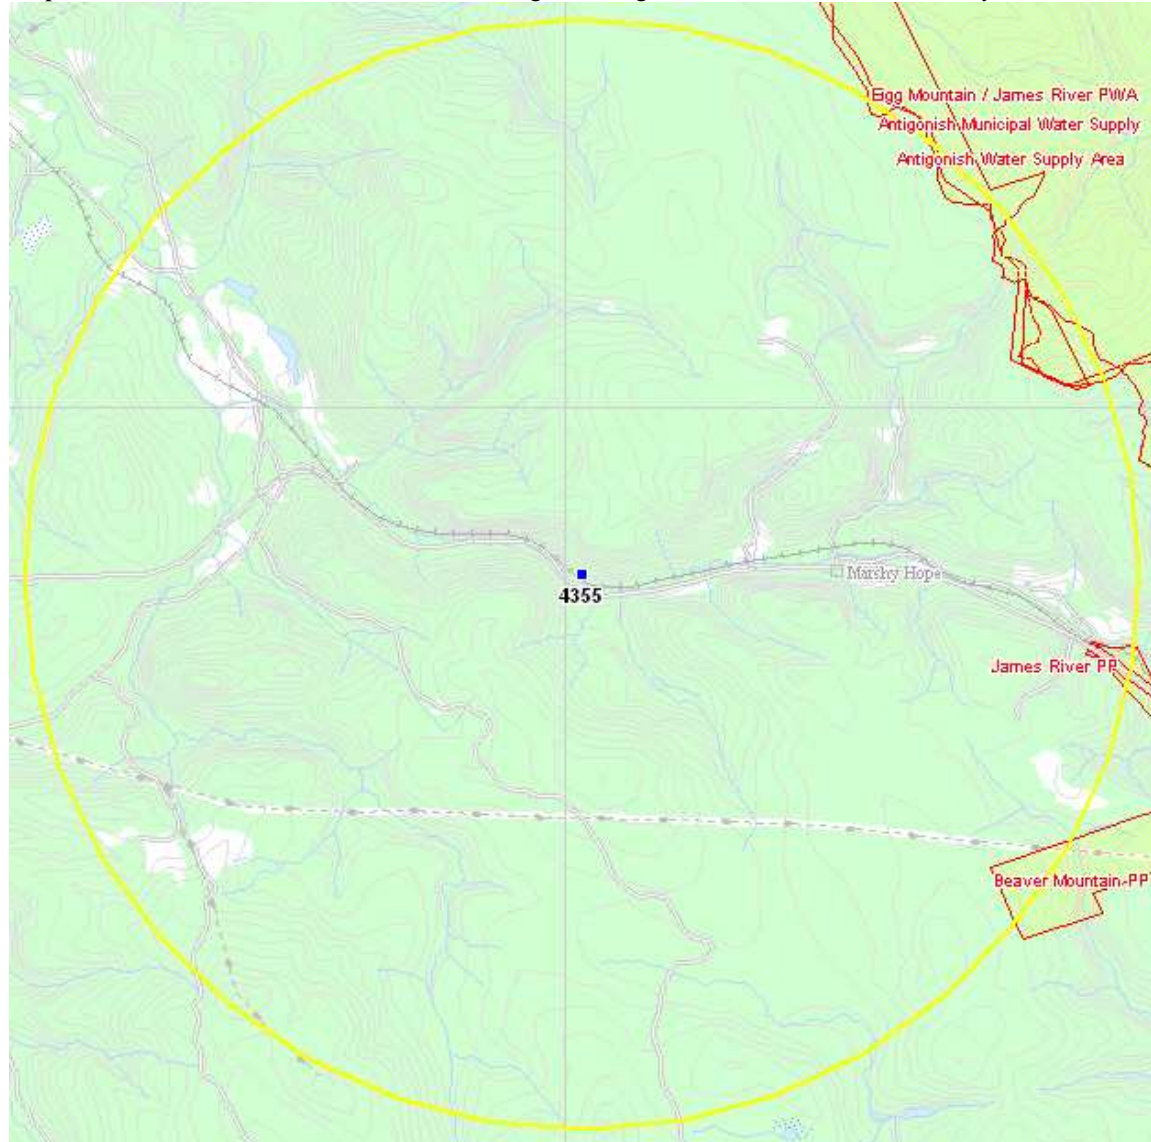 Eigg Mountain / James River PWA
Antigonish Municipal Water Supply
Antigonish Water Supply Area
Marshy Hope
4355
James River PP
Beaver Mountain PP